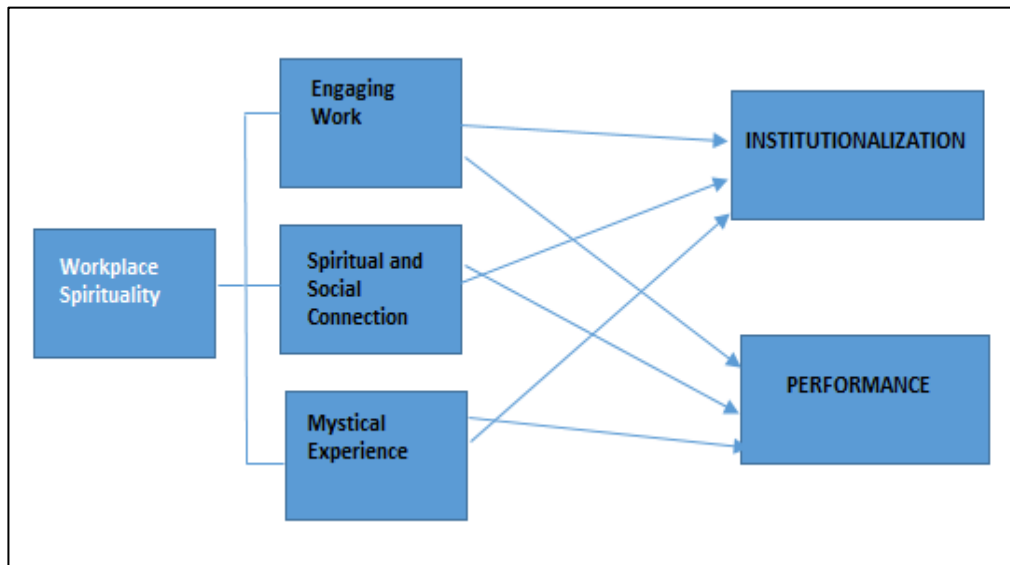 Engaging
Work
INSTITUTIONALIZATION
Workplace
Spirituality
Spiritual and
Social
Connection
PERFORMANCE
Mystical
Experience